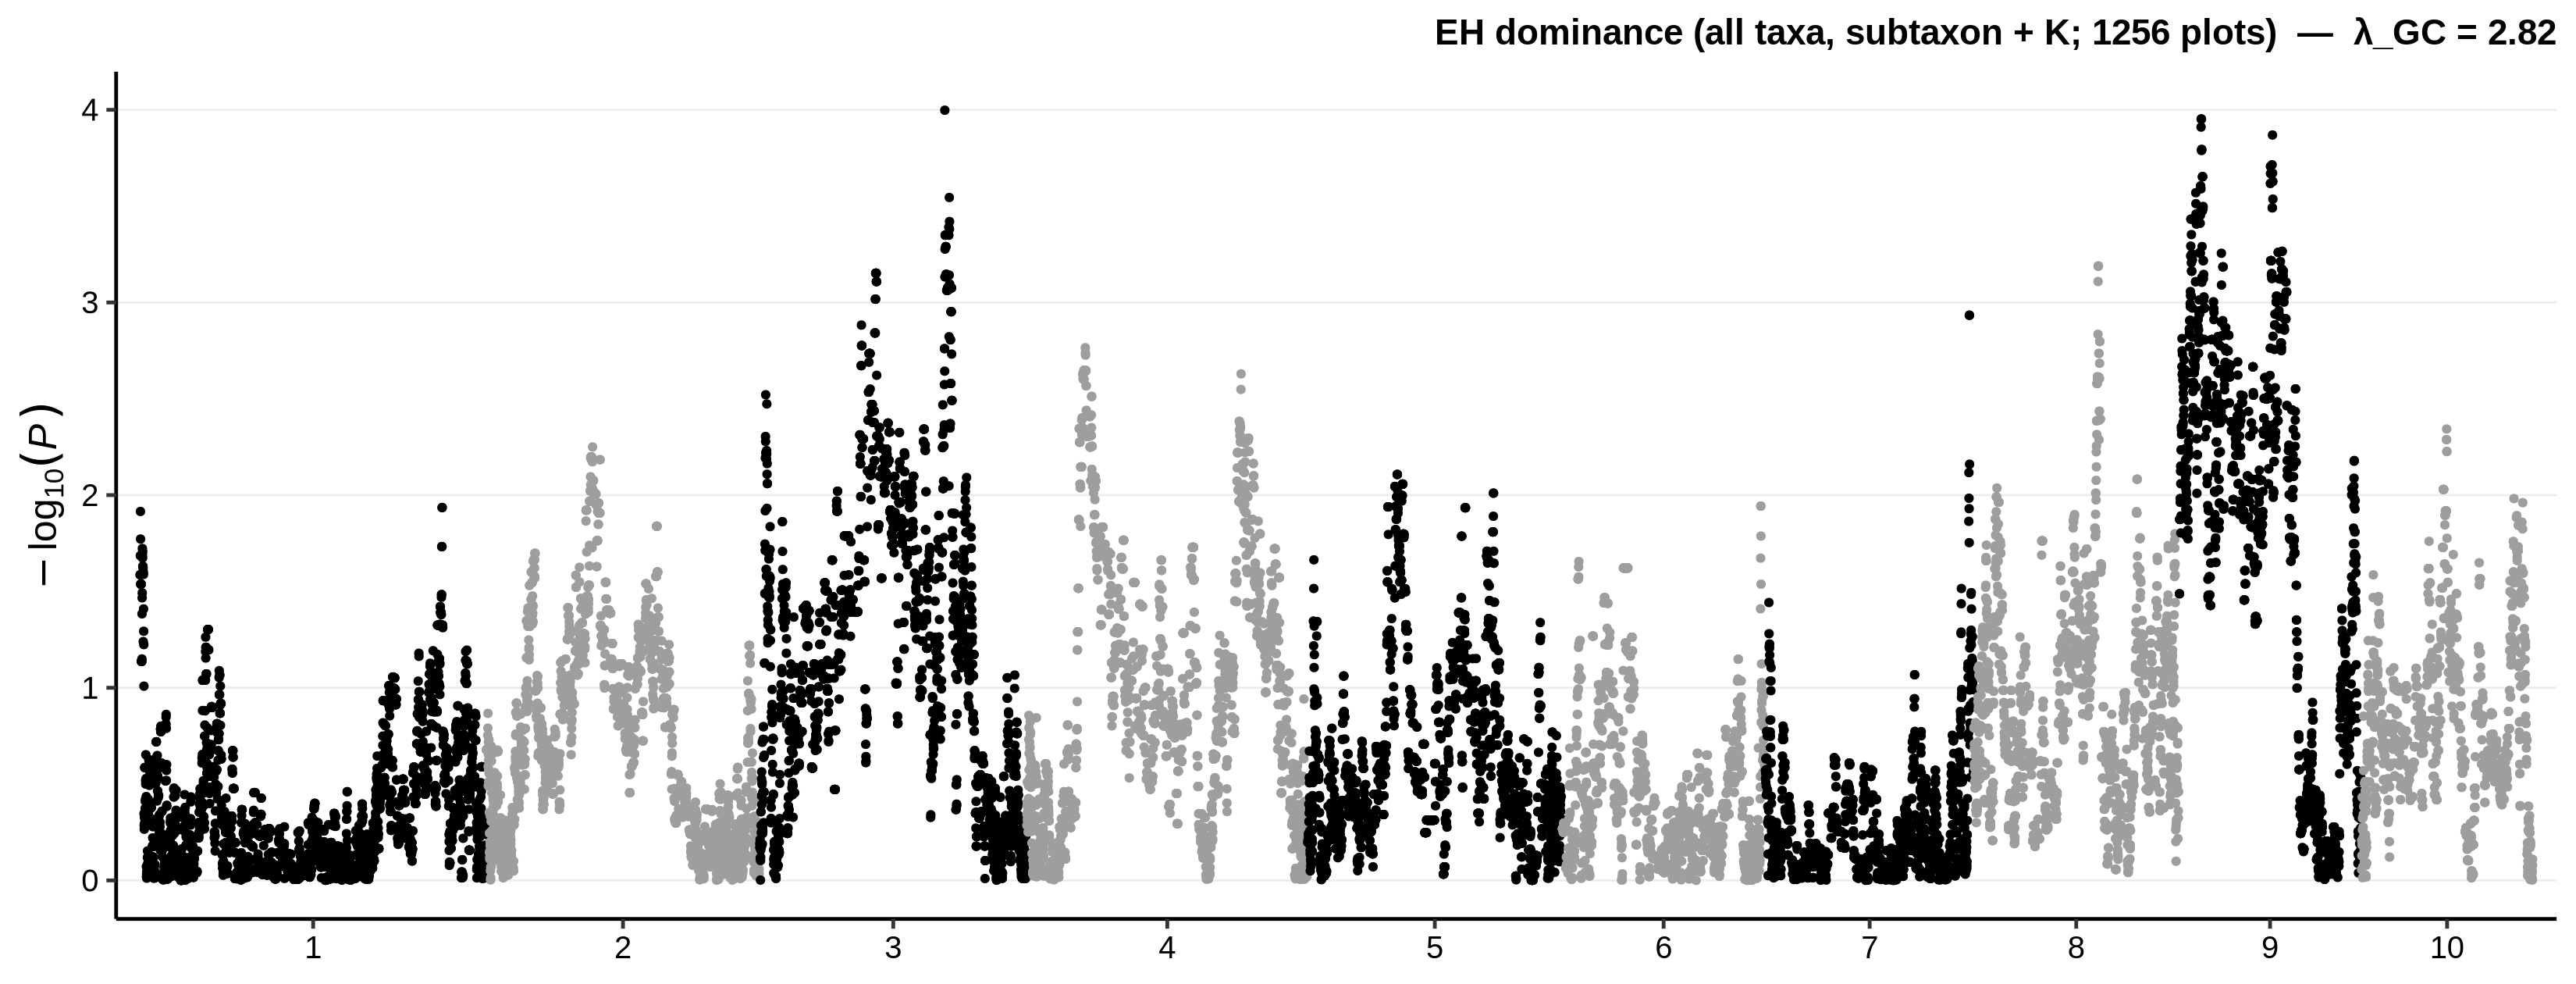 EH dominance (all taxa, subtaxon + K; 1256 plots) — λ_GC = 2.82
4
3
2
1
0
− log10(P)
1 2 3 4 5 6 7 8 9 10